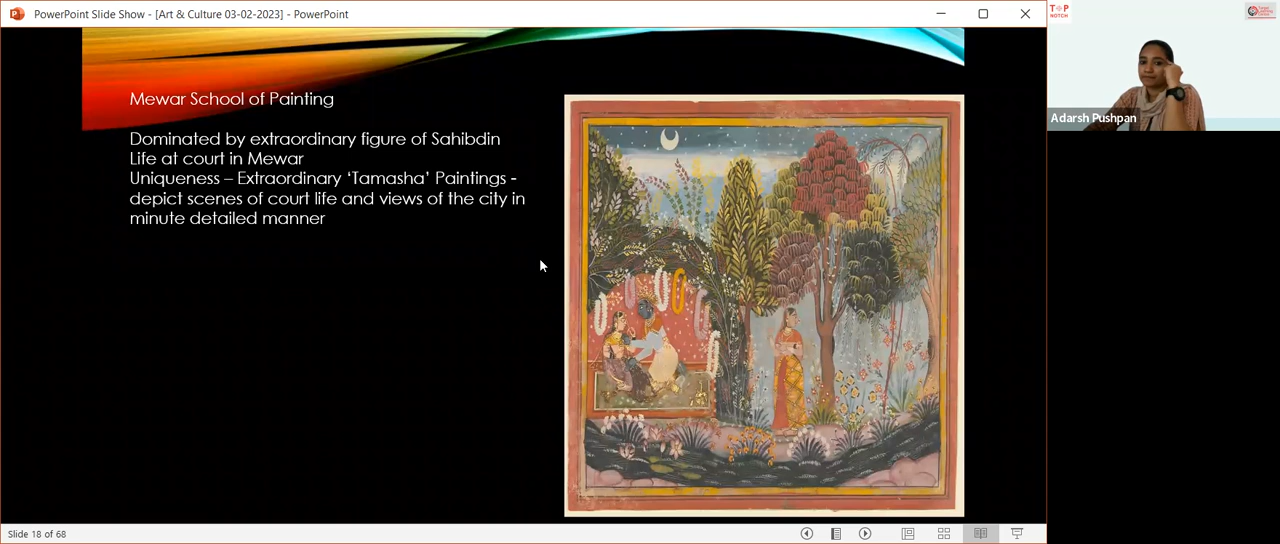 PowerPoint Slide Show - [Art & Culture 03-02-2023] - PowerPoint
T+P
NOTCH
Mewar School of Painting
Dominated by extraordinary figure of Sahibdin
Life at court in Mewar
Uniqueness – Extraordinary ‘Tamasha’ Paintings -
depict scenes of court life and views of the city in
minute detailed manner
Adarsh Pushpan
Slide 18 of 68